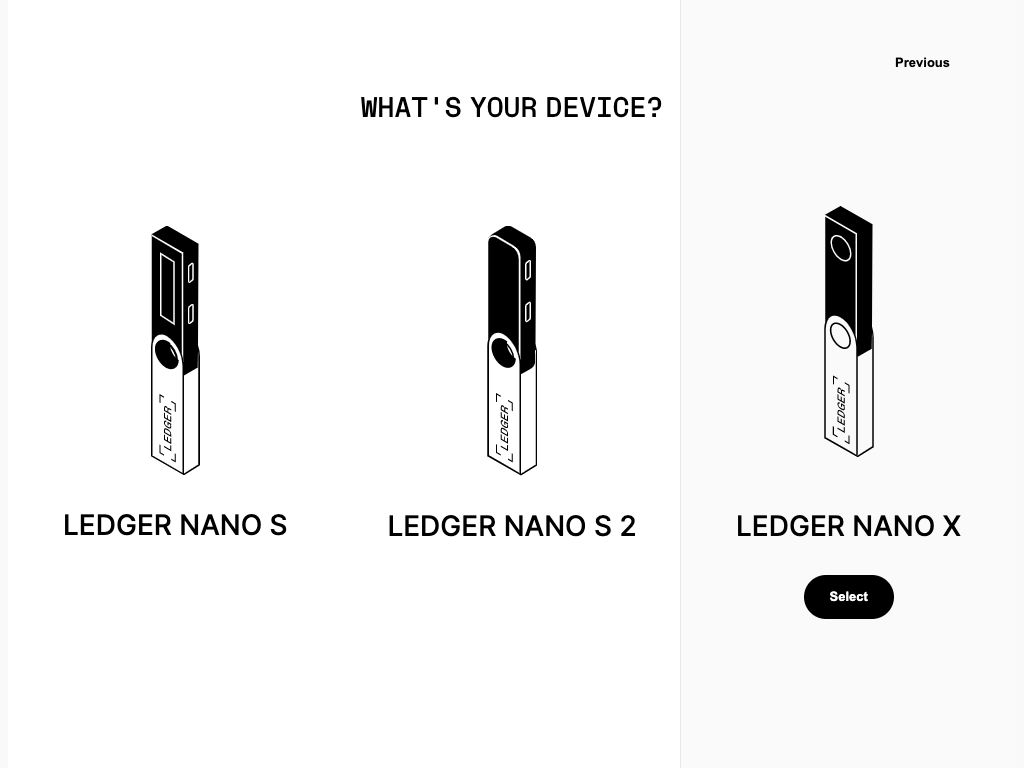 Previous
WHAT'S YOUR DEVICE?
LEDGER
LEDGER
LEDGER
LEDGER NANO S
LEDGER NANO S 2
LEDGER NANO X
Select